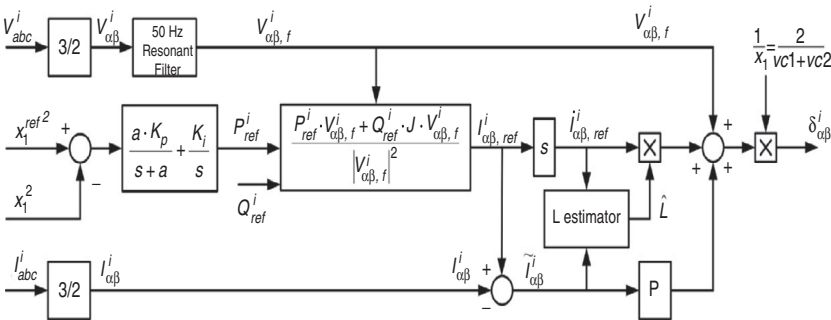 V^i_abc
3/2
V^i_αβ
50 Hz
Resonant
Filter
V^i_αβ, f
V^i_αβ, f
1/x_1 = 2/(vc1+vc2)
x_1^ref 2
+
−
x_1^2
a·K_p/(s+a) + K_i/s
P^i_ref
Q^i_ref
(P^i_ref·V^i_αβ, f + Q^i_ref·J·V^i_αβ, f)/|V^i_αβ, f|^2
I^i_αβ, ref
s
İ^i_αβ, ref
X
+
+
+
X
δ^i_αβ
L estimator
L̂
I^i_abc
3/2
I^i_αβ
I^i_αβ
+
−
Ĩ^i_αβ
P